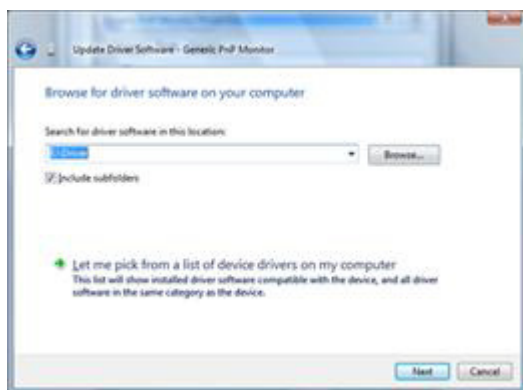 Update Driver Software - Generic PnP Monitor
Browse for driver software on your computer
Search for driver software in this location:
Browse...
Include subfolders
Let me pick from a list of device drivers on my computer
This list will show installed driver software compatible with the device, and all driver
software in the same category as the device.
Next Cancel